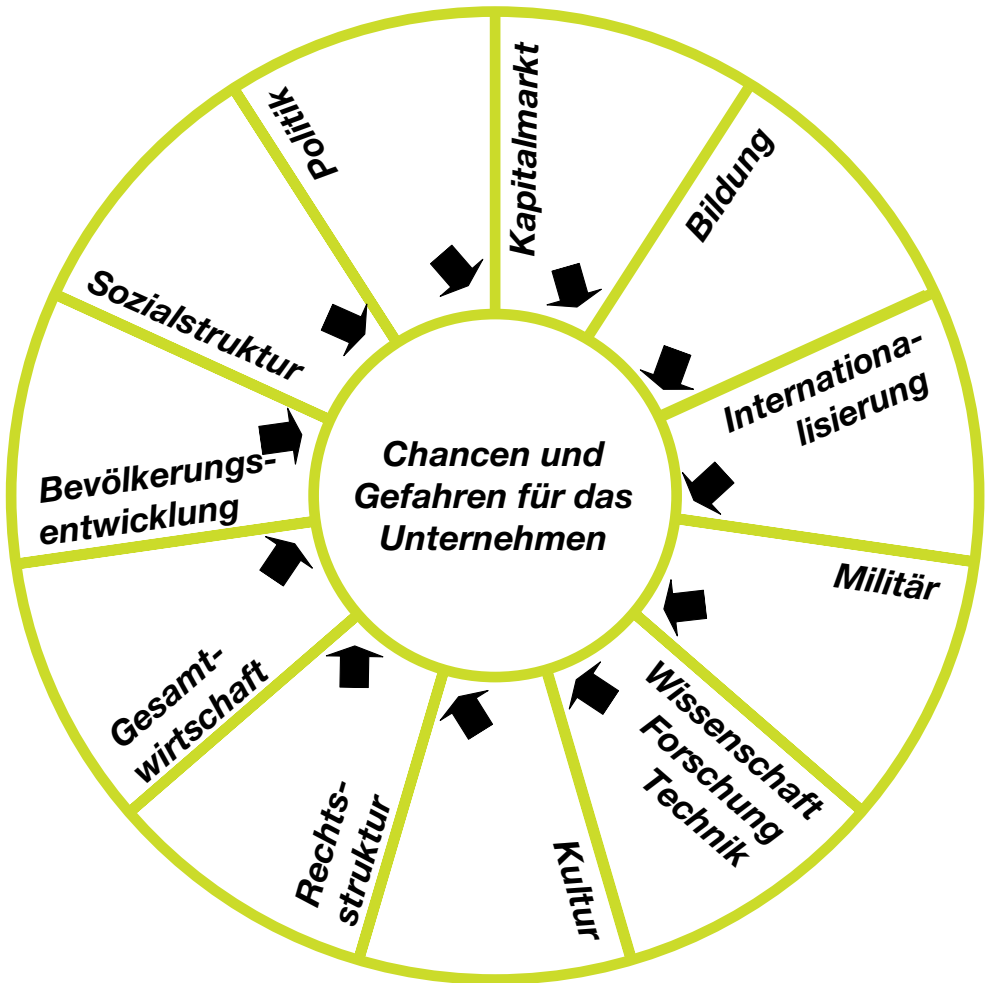 Politik
Kapitalmarkt
Bildung
Internationa-
lisierung
Militär
Wissenschaft
Forschung
Technik
Kultur
Rechts-
struktur
Gesamt-
wirtschaft
Bevölkerungs-
entwicklung
Sozialstruktur
Chancen und
Gefahren für das
Unternehmen